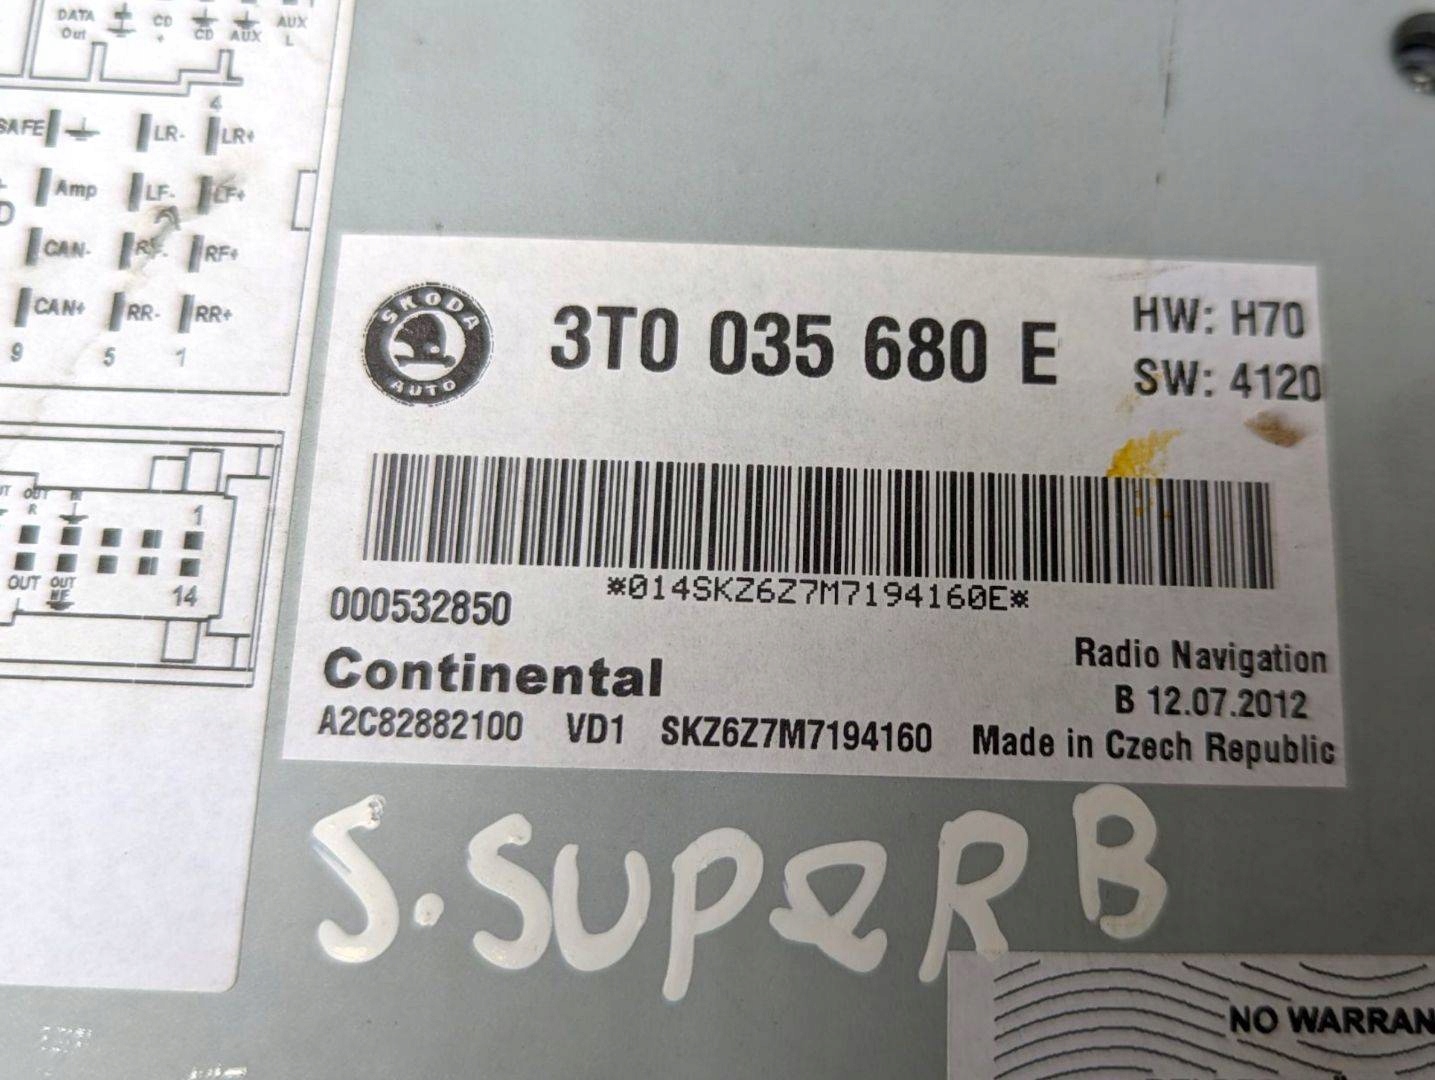 DATA Out
CD +
CD
AUX
AUX L
4
SAFE LR- LR+
Amp LF- LF+
CAN- RF- RF+
CAN+ RR- RR+
9 5 1
OUT R
1
OUT OUT
14
SKODA AUTO
3T0 035 680 E
HW: H70
SW: 4120
*014SKZ6Z7M7194160E*
000532850
Continental
Radio Navigation
B 12.07.2012
A2C82882100 VD1 SKZ6Z7M7194160 Made in Czech Republic
S.SUPERB
NO WARRAN